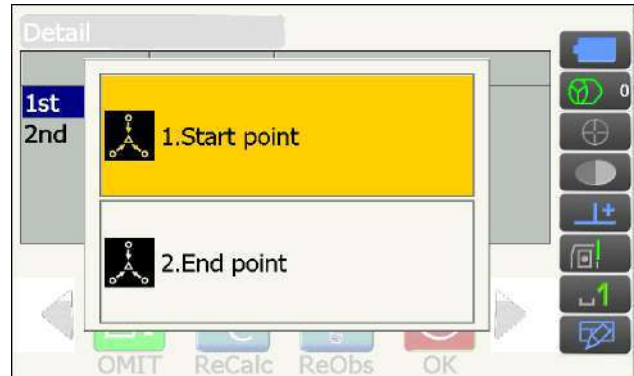 Detail
1st
2nd
1.Start point
2.End point
0
1
OMIT ReCalc ReObs OK